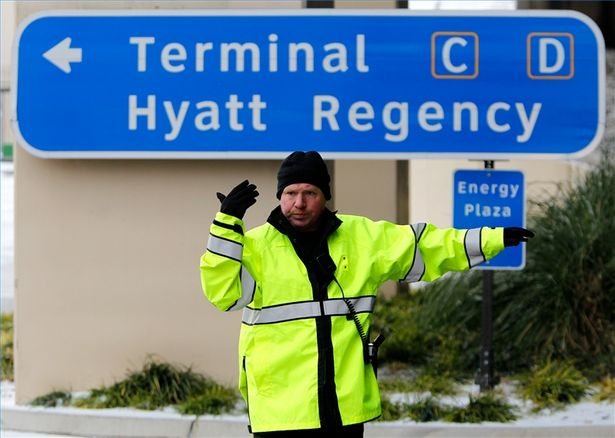 Terminal C D
Hyatt Regency
Energy
Plaza